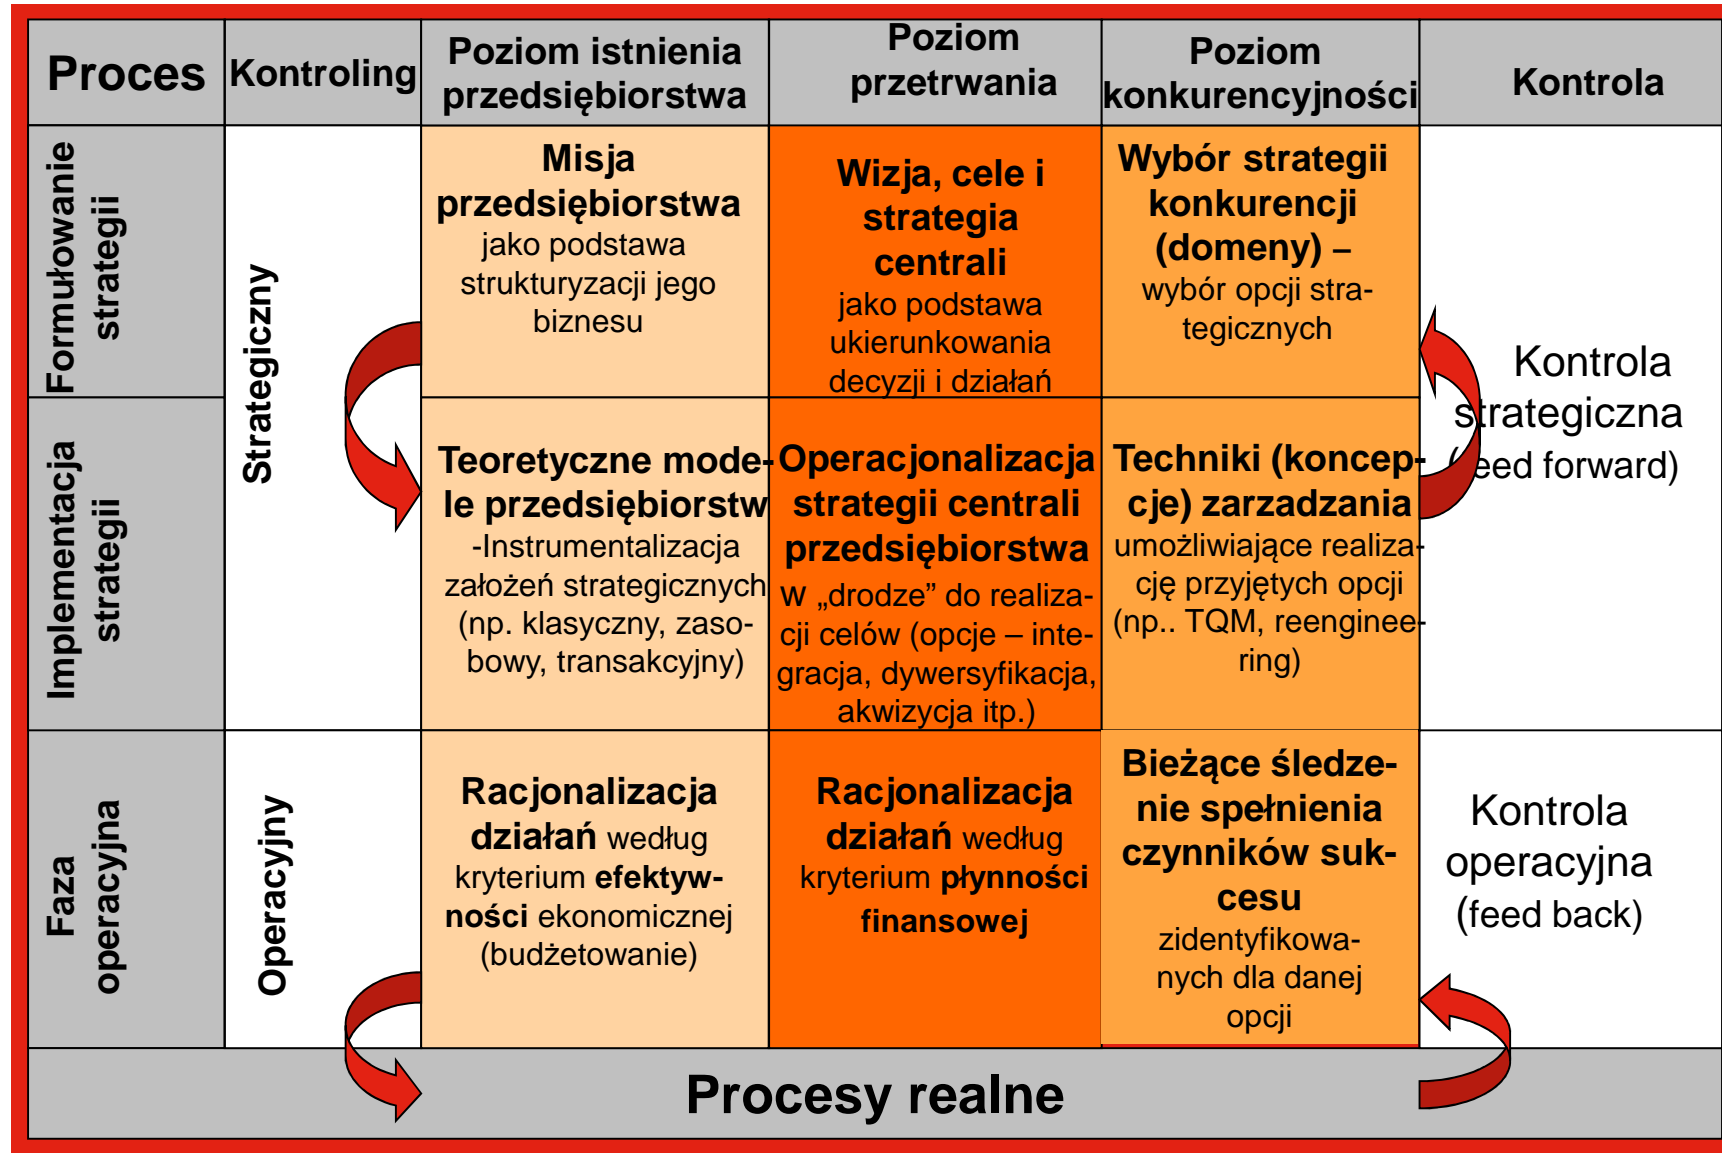 Proces
Kontroling
Poziom istnienia
przedsiębiorstwa
Poziom
przetrwania
Poziom
konkurencyjności
Kontrola
Formułowanie
strategii
Strategiczny
Misja
przedsiębiorstwa
jako podstawa
strukturyzacji jego
biznesu
Wizja, cele i
strategia
centrali
jako podstawa
ukierunkowania
decyzji i działań
Wybór strategii
konkurencji
(domeny) –
wybór opcji stra-
tegicznych
Kontrola
strategiczna
(feed forward)
Implementacja
strategii
Teoretyczne mode-
le przedsiębiorstw
-Instrumentalizacja
założeń strategicznych
(np. klasyczny, zaso-
bowy, transakcyjny)
Operacjonalizacja
strategii centrali
przedsiębiorstwa
w „drodze” do realiza-
cji celów (opcje – inte-
gracja, dywersyfikacja,
akwizycja itp.)
Techniki (koncep-
cje) zarzadzania
umożliwiające realiza-
cję przyjętych opcji
(np.. TQM, reenginee-
ring)
Faza
operacyjna
Operacyjny
Racjonalizacja
działań według
kryterium efektyw-
ności ekonomicznej
(budżetowanie)
Racjonalizacja
działań według
kryterium płynności
finansowej
Bieżące śledze-
nie spełnienia
czynników suk-
cesu
zidentyfikowa-
nych dla danej
opcji
Kontrola
operacyjna
(feed back)
Procesy realne